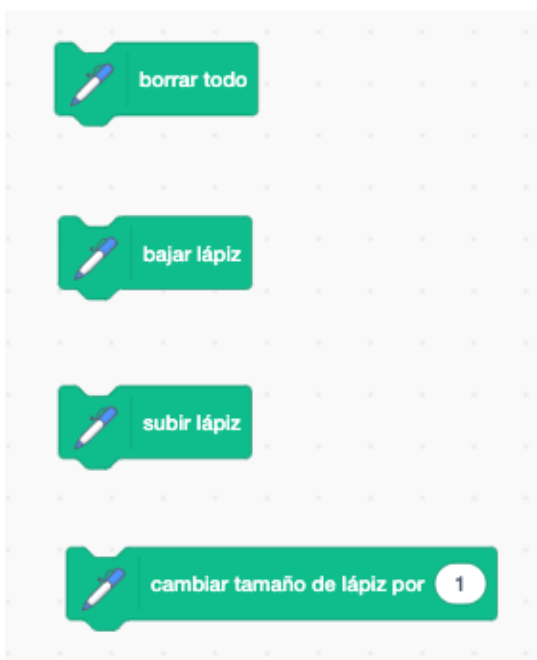 borrar todo
bajar lápiz
subir lápiz
cambiar tamaño de lápiz por 1